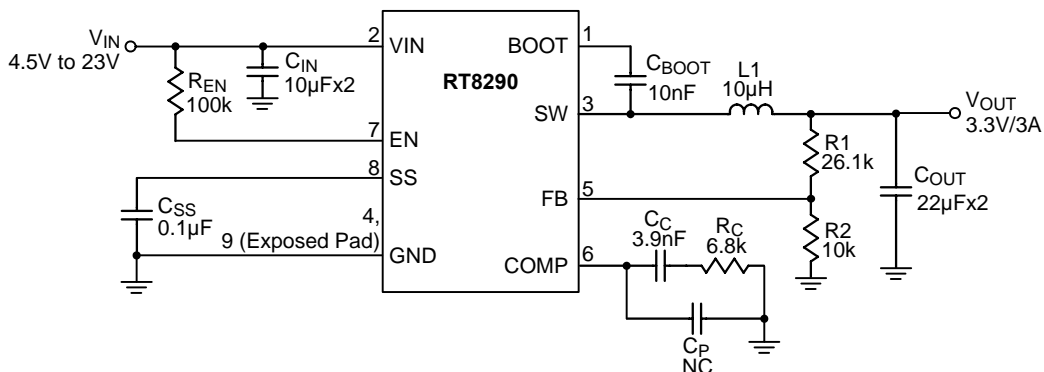 VIN
4.5V to 23V
REN
100k
CIN
10µFx2
2
VIN
7
EN
8
SS
CSS
0.1µF
4,
9 (Exposed Pad)
GND
RT8290
BOOT
1
CBOOT
10nF
SW
3
L1
10µH
VOUT
3.3V/3A
R1
26.1k
FB
5
R2
10k
COUT
22µFx2
COMP
6
CC
3.9nF
RC
6.8k
CP
NC